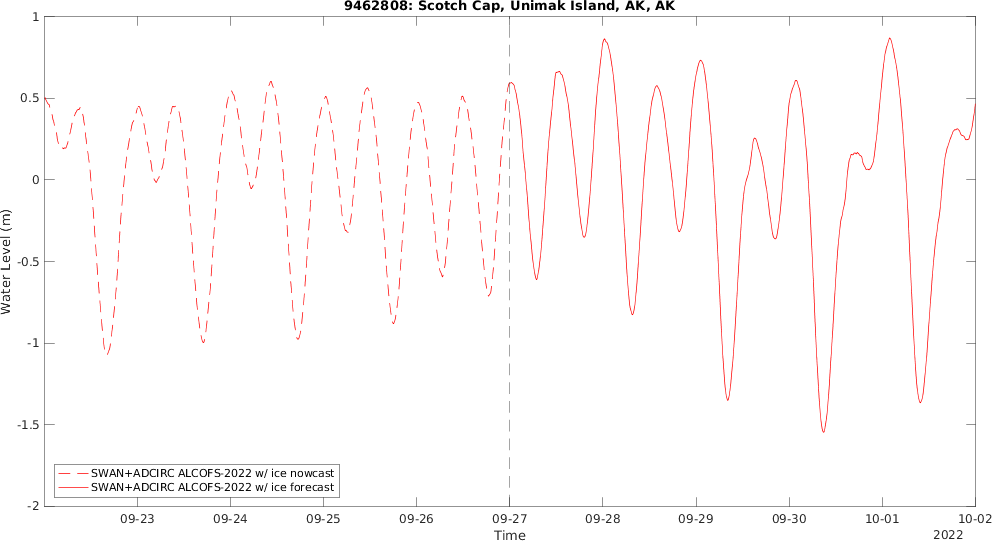 9462808: Scotch Cap, Unimak Island, AK, AK
Water Level (m)
1
0.5
0
-0.5
-1
-1.5
-2
SWAN+ADCIRC ALCOFS-2022 w/ ice nowcast
SWAN+ADCIRC ALCOFS-2022 w/ ice forecast
09-23 09-24 09-25 09-26 09-27 09-28 09-29 09-30 10-01 10-02
Time
2022